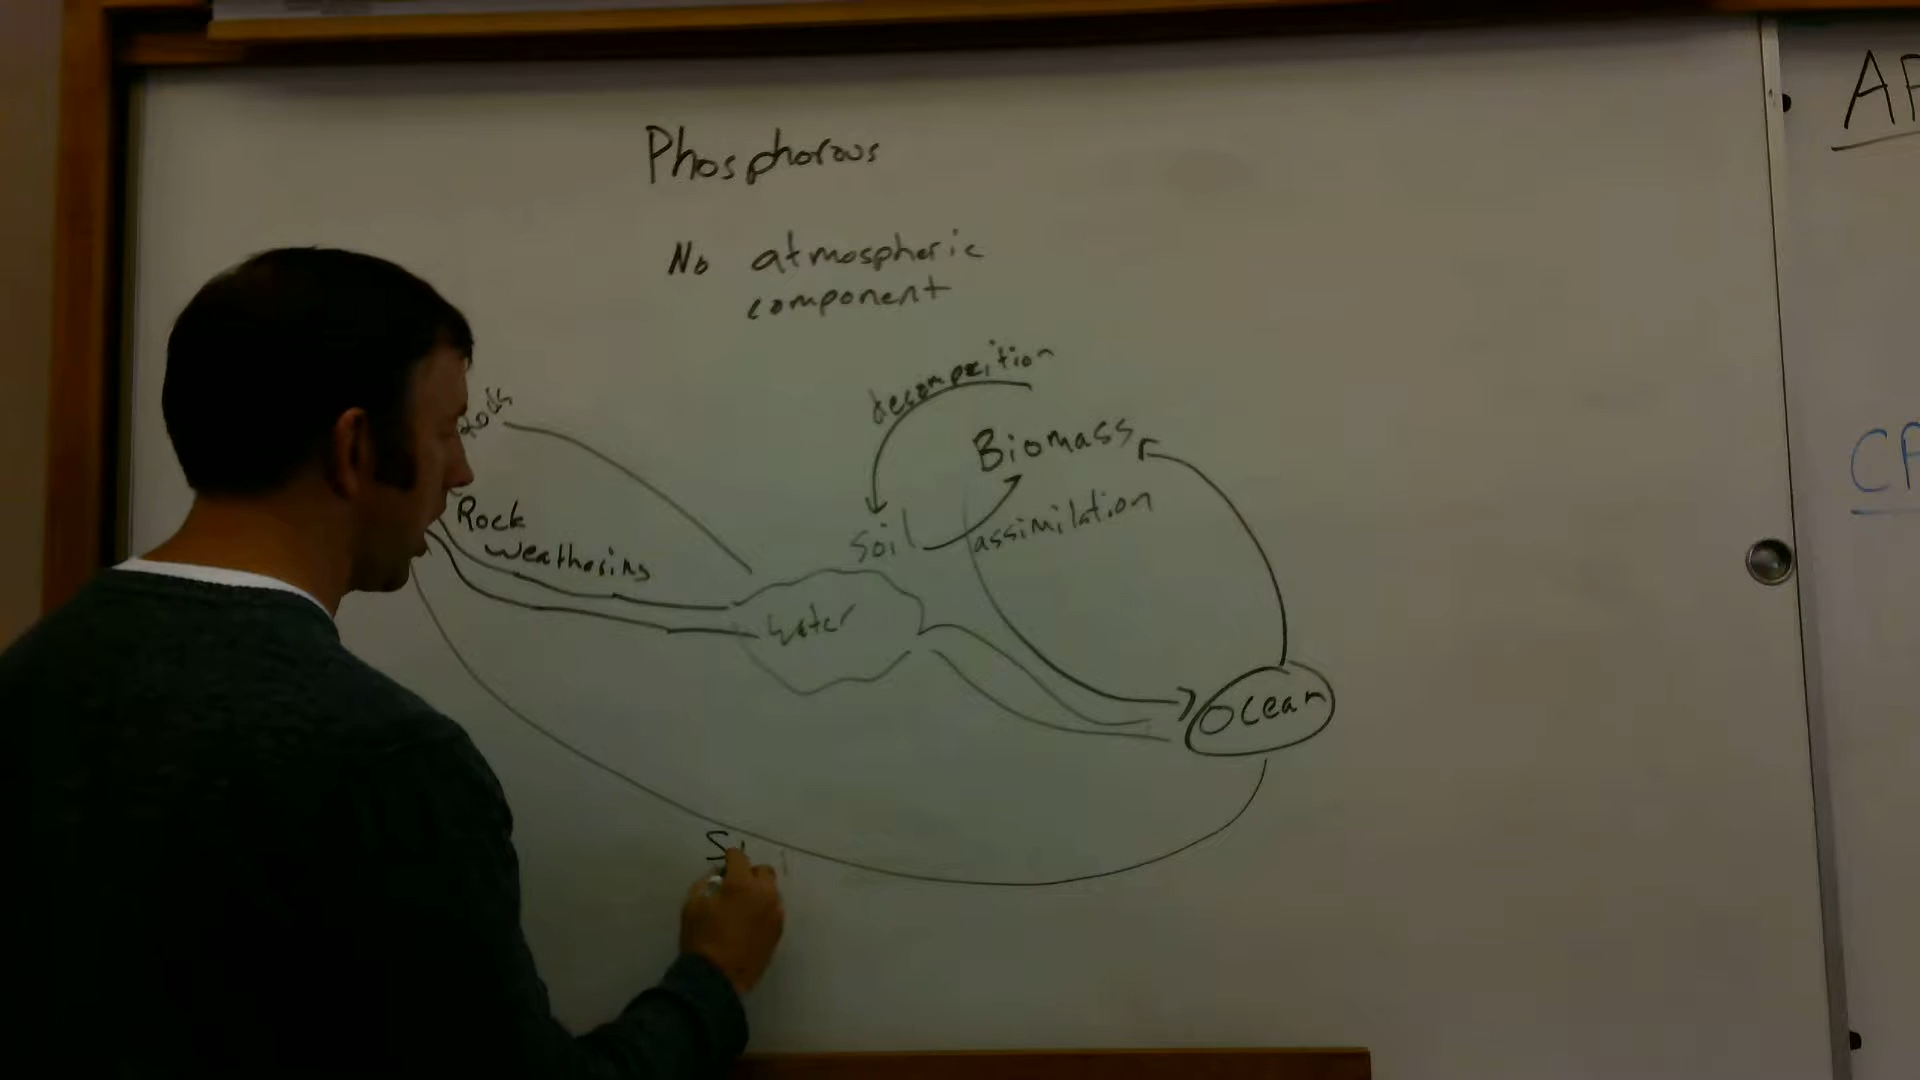 Phosphorous
No atmospheric
component
decomposition
Biomass
Rock
weathering
soil
assimilation
water
ocean